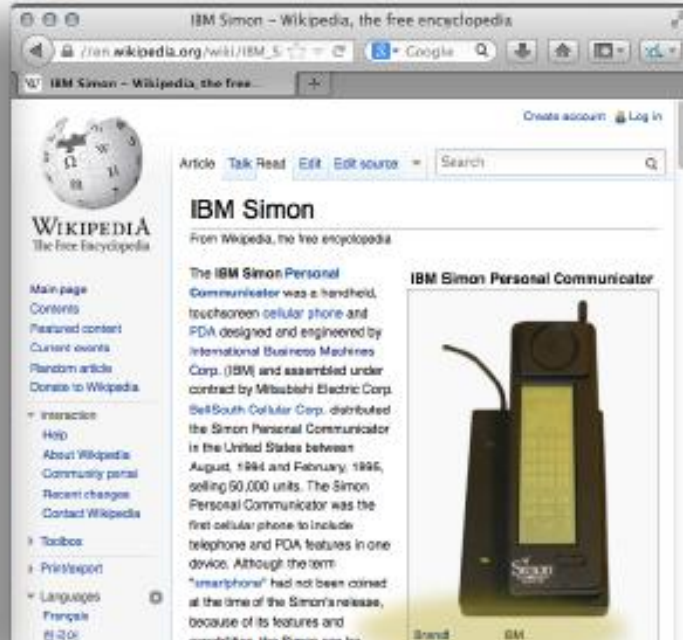 IBM Simon – Wikipedia, the free encyclopedia
//en.wikipedia.org/wiki/IBM_S
Google
IBM Simon – Wikipedia, the free...
Create account Log in
Article Talk Read Edit Edit source
Search
WIKIPEDIA
The Free Encyclopedia
Main page
Contents
Featured content
Current events
Random article
Donate to Wikipedia
Interaction
Help
About Wikipedia
Community portal
Recent changes
Contact Wikipedia
Toolbox
Print/export
Languages
Français
한국어
IBM Simon
From Wikipedia, the free encyclopedia
The IBM Simon Personal
Communicator was a handheld,
touchscreen cellular phone and
PDA designed and engineered by
International Business Machines
Corp. (IBM) and assembled under
contract by Mitsubishi Electric Corp.
BellSouth Cellular Corp. distributed
the Simon Personal Communicator
in the United States between
August, 1994 and February, 1995,
selling 50,000 units. The Simon
Personal Communicator was the
first cellular phone to include
telephone and PDA features in one
device. Although the term
"smartphone" had not been coined
at the time of the Simon's release,
because of its features and
IBM Simon Personal Communicator
Simon
Brand IBM